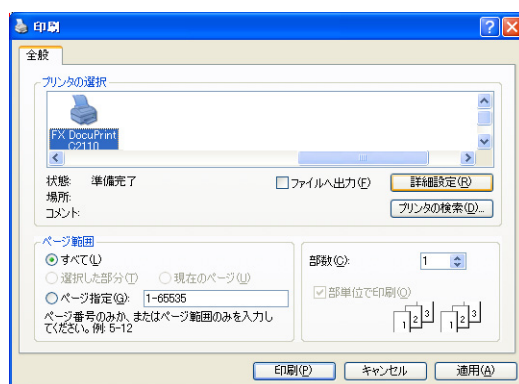 印刷
全般
プリンタの選択
FX DocuPrint
C2110
状態: 準備完了
場所:
コメント:
ファイルへ出力(F)
詳細設定(R)
プリンタの検索(D)...
ページ範囲
すべて(L)
選択した部分(T)
現在のページ(U)
ページ指定(G):
1-65535
ページ番号のみか、またはページ範囲のみを入力し
てください。例: 5-12
部数(C):
1
部単位で印刷(O)
1 2 3
1 2 3
印刷(P)
キャンセル
適用(A)